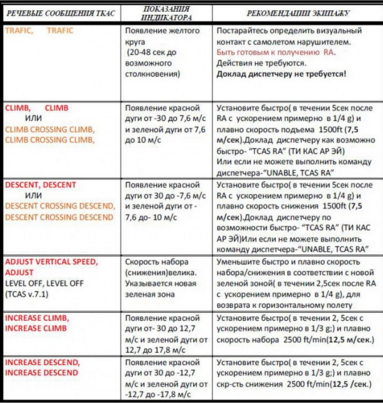 РЕЧЕВЫЕ СООБЩЕНИЯ ТКАС
ПОКАЗАНИЯ
ИНДИКАТОРА
РЕКОМЕНДАЦИИ ЭКИПАЖУ
TRAFIC, TRAFIC
Появление желтого
круга
(20-48 сек до
возможного
столкновения)
Постарайтесь определить визуальный
контакт с самолетом нарушителем.
Быть готовым к получению RA.
Действия не требуются.
Доклад диспетчеру не требуется!
CLIMB, CLIMB
ИЛИ
CLIMB CROSSING CLIMB,
CLIMB CROSSING CLIMB,
Появление красной
дуги от -30 до 7,6 м/с
и зеленой дуги от 7,6
до 10 м/с
Установите быстро( в течении 5сек после
RA с ускорением примерно в 1/4 g) и
плавно скорость подъема 1500ft (7,5
м/сек).Доклад диспетчеру как возможно
быстро- “TCAS RA” (ТИ КАС АР ЭЙ)
Или если не можете выполнить команду
диспетчера-“UNABLE, TCAS RA”
DESCENT, DESCENT
ИЛИ
DESCENT CROSSING DESCEND,
DESCENT CROSSING DESCEND,
Появление красной
дуги от 30 до -7,6 м/с
и зеленой дуги от -
7,6 до- 10 м/с
Установите быстро( в течении 5сек после
RA с ускорением примерно в 1/4 g) и
плавно скорость снижения 1500ft (7,5
м/сек).Доклад диспетчеру по
возможности быстро- “TCAS RA” (ТИ КАС
АР ЭЙ)Или если не можете выполнить
команду диспетчера-“UNABLE, TCAS RA”
ADJUST VERTICAL SPEED,
ADJUST
LEVEL OFF, LEVEL OFF
(TCAS v.7.1)
Скорость набора
(снижения)велика.
Указывается новая
зеленая зона
Уменьшите быстро и плавно скорость
набора/снижения в соответствии с новой
зеленой зоной( в течении 2,5сек после RA
с ускорением примерно в 1/4 g), для
возврата к горизонтальному полету
INCREASE CLIMB,
INCREASE CLIMB
Появление красной
дуги от- 30 до 12,7
м/с и зеленой дуги от
12,7 до 17,8 м/с
Установите быстро( в течении 2, 5сек с
ускорением примерно в 1/3 g;) и плавно
скорость набора 2500 ft/min(12,5 м/сек.)
INCREASE DESCEND,
INCREASE DESCEND
Появление красной
дуги от 30 до -12,7
м/с и зеленой дуги от
-12,7 до -17,8 м/с
Установите быстро( в течении 2, 5сек с
ускорением примерно в 1/3 g;) и плавно
скр-сть снижения 2500 ft/min(12,5 /сек.)